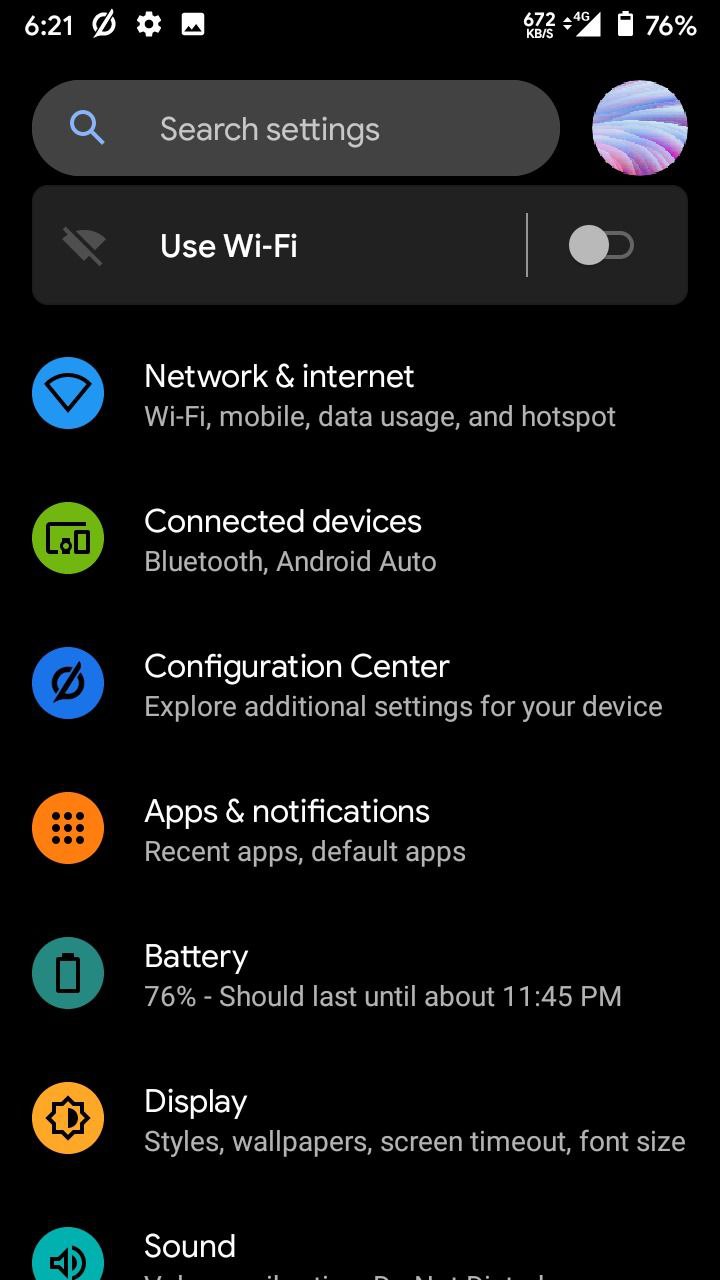 6:21 672 KB/S 4G 76%
Search settings
Use Wi-Fi
Network & internet
Wi-Fi, mobile, data usage, and hotspot
Connected devices
Bluetooth, Android Auto
Configuration Center
Explore additional settings for your device
Apps & notifications
Recent apps, default apps
Battery
76% - Should last until about 11:45 PM
Display
Styles, wallpapers, screen timeout, font size
Sound